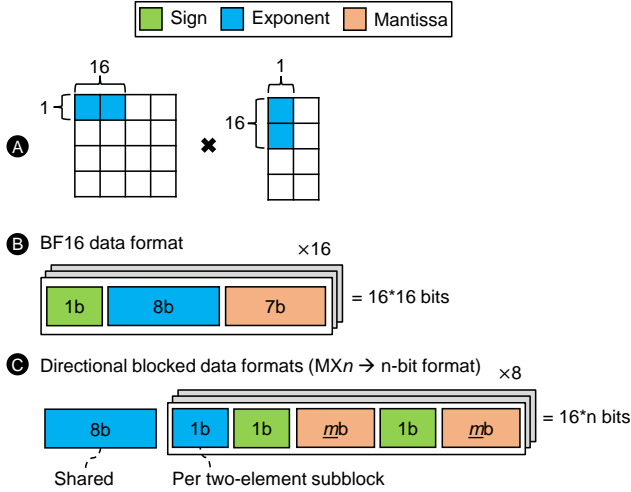 Sign Exponent Mantissa
16 1
1 16
A ×
B BF16 data format
×16
1b 8b 7b = 16*16 bits
C Directional blocked data formats (MXn → n-bit format)
×8
8b 1b 1b mb 1b mb = 16*n bits
Shared Per two-element subblock